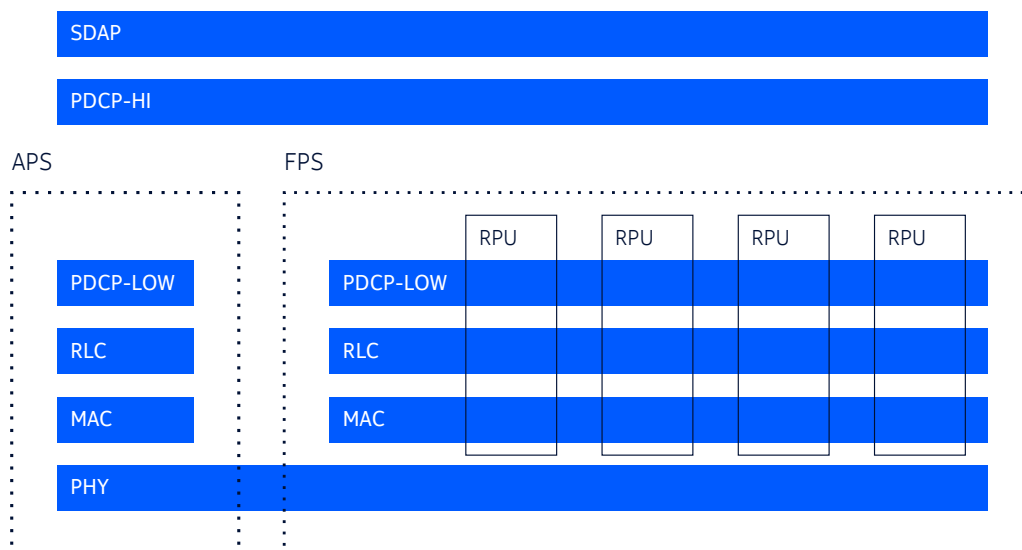 SDAP
PDCP-HI
APS
FPS
RPU RPU RPU RPU
PDCP-LOW PDCP-LOW
RLC RLC
MAC MAC
PHY